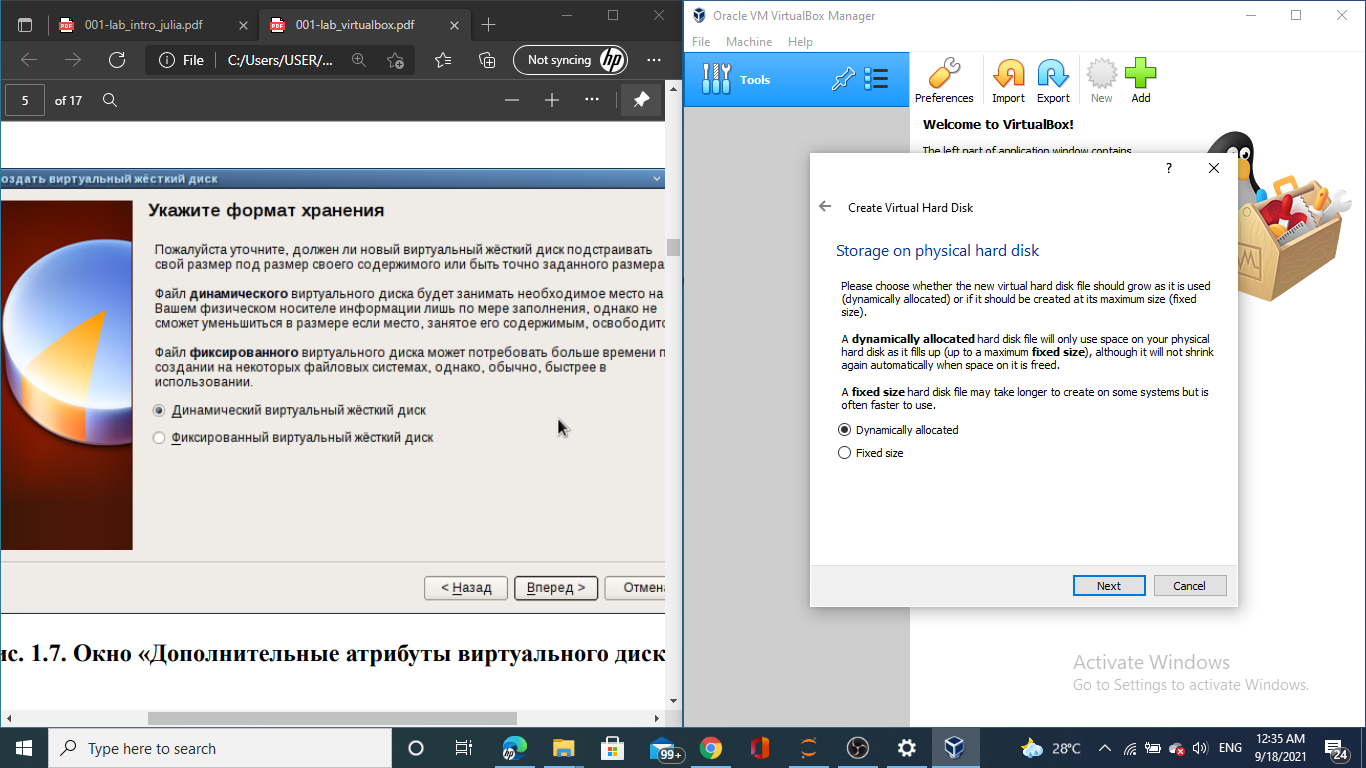 001-lab_intro_julia.pdf
001-lab_virtualbox.pdf
File
C:/Users/USER/...
Not syncing
hp
5
of 17
оздать виртуальный жёсткий диск
Укажите формат хранения
Пожалуйста уточните, должен ли новый виртуальный жёсткий диск подстраивать
свой размер под размер своего содержимого или быть точно заданного размера
Файл динамического виртуального диска будет занимать необходимое место на
Вашем физическом носителе информации лишь по мере заполнения, однако не
сможет уменьшиться в размере если место, занятое его содержимым, освободитс
Файл фиксированного виртуального диска может потребовать больше времени п
создании на некоторых файловых системах, однако, обычно, быстрее в
использовании.
Динамический виртуальный жёсткий диск
Фиксированный виртуальный жёсткий диск
< Назад
Вперед >
Отмена
ис. 1.7. Окно «Дополнительные атрибуты виртуального диск
Oracle VM VirtualBox Manager
File Machine Help
Tools
Preferences
Import
Export
New
Add
Welcome to VirtualBox!
The left part of application window contains
?
Create Virtual Hard Disk
Storage on physical hard disk
Please choose whether the new virtual hard disk file should grow as it is used
(dynamically allocated) or if it should be created at its maximum size (fixed
size).
A dynamically allocated hard disk file will only use space on your physical
hard disk as it fills up (up to a maximum fixed size), although it will not shrink
again automatically when space on it is freed.
A fixed size hard disk file may take longer to create on some systems but is
often faster to use.
Dynamically allocated
Fixed size
Next
Cancel
Activate Windows
Go to Settings to activate Windows.
Type here to search
99+
28°C
ENG
12:35 AM
9/18/2021
24